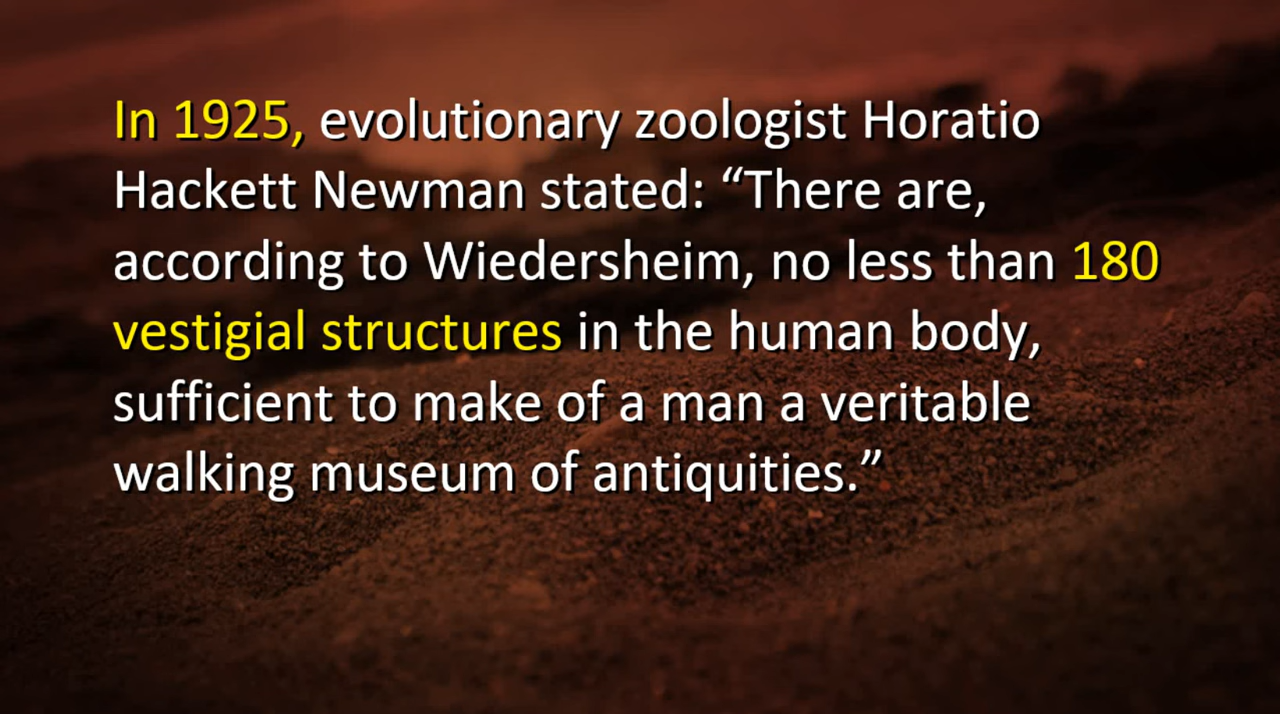 In 1925, evolutionary zoologist Horatio
Hackett Newman stated: “There are,
according to Wiedersheim, no less than 180
vestigial structures in the human body,
sufficient to make of a man a veritable
walking museum of antiquities.”